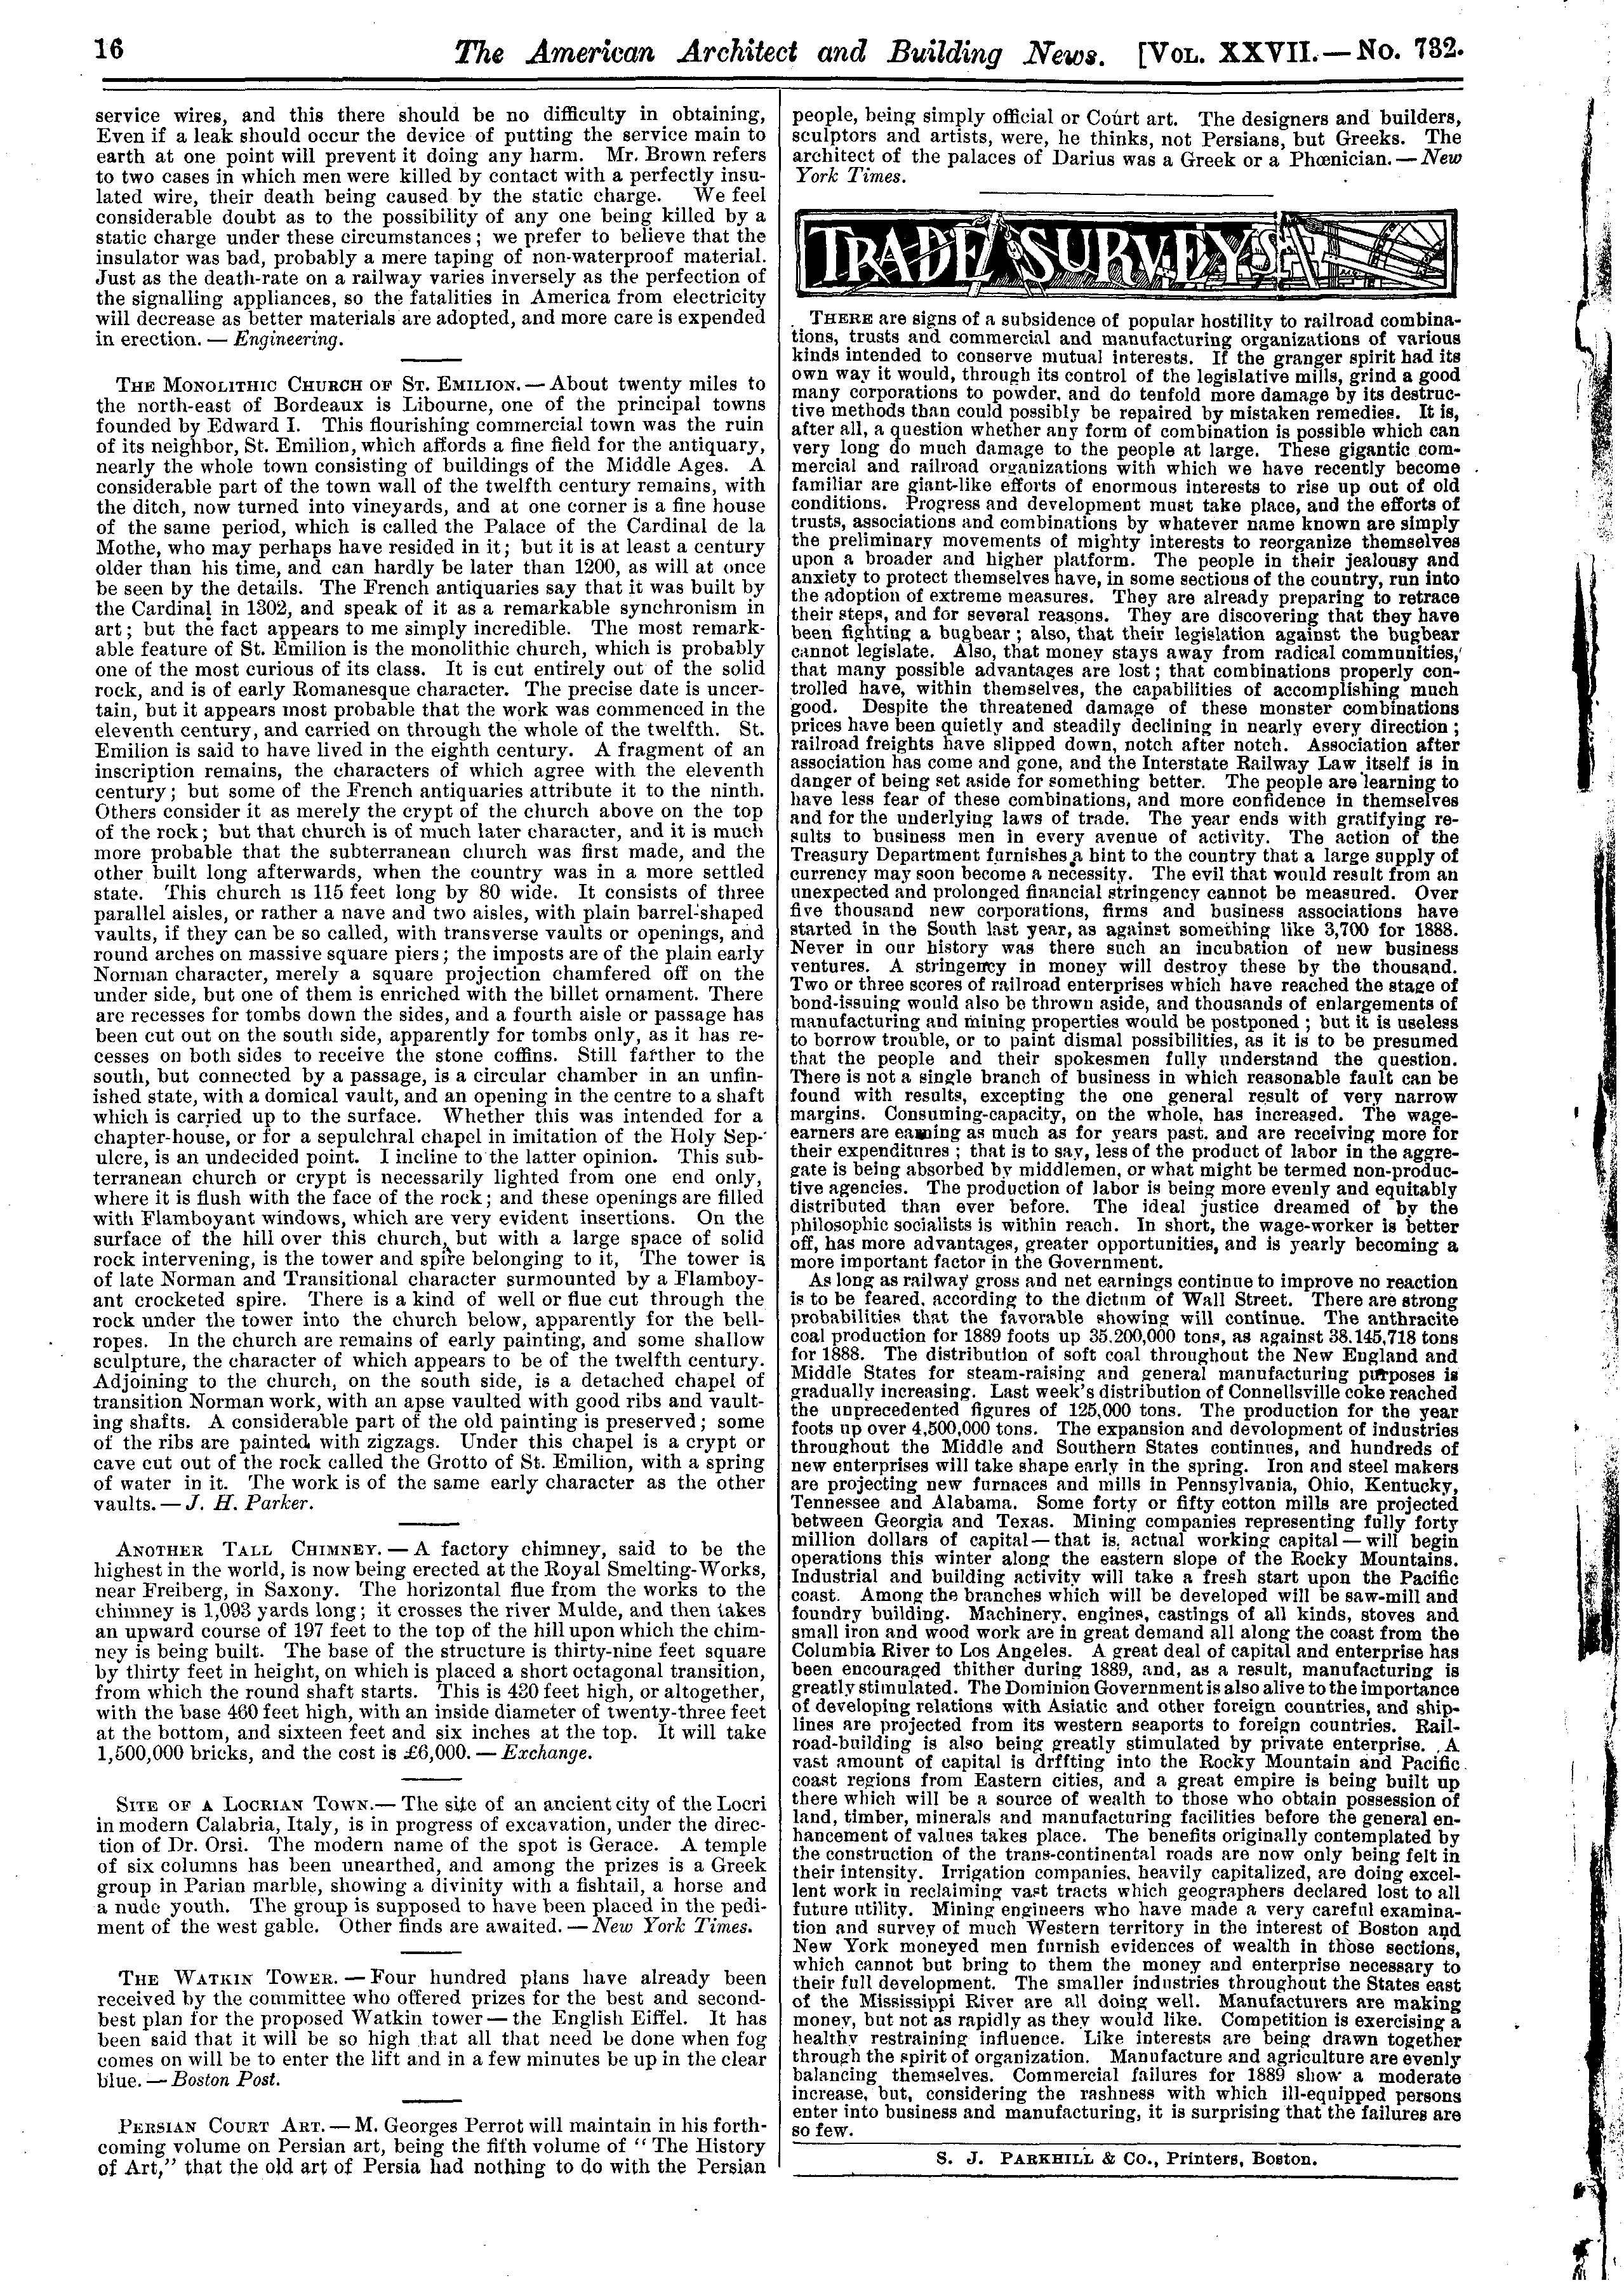 16
The American Architect and Building News. [VOL. XXVII. — No. 732.
service wires, and this there should be no difficulty in obtaining,
Even if a leak should occur the device of putting the service main to
earth at one point will prevent it doing any harm. Mr. Brown refers
to two cases in which men were killed by contact with a perfectly insu-
lated wire, their death being caused by the static charge. We feel
considerable doubt as to the possibility of any one being killed by a
static charge under these circumstances; we prefer to believe that the
insulator was bad, probably a mere taping of non-waterproof material.
Just as the death-rate on a railway varies inversely as the perfection of
the signalling appliances, so the fatalities in America from electricity
will decrease as better materials are adopted, and more care is expended
in erection. — Engineering.
THE MONOLITHIC CHURCH OF ST. EMILION. — About twenty miles to
the north-east of Bordeaux is Libourne, one of the principal towns
founded by Edward I. This flourishing commercial town was the ruin
of its neighbor, St. Emilion, which affords a fine field for the antiquary,
nearly the whole town consisting of buildings of the Middle Ages. A
considerable part of the town wall of the twelfth century remains, with
the ditch, now turned into vineyards, and at one corner is a fine house
of the same period, which is called the Palace of the Cardinal de la
Mothe, who may perhaps have resided in it; but it is at least a century
older than his time, and can hardly be later than 1200, as will at once
be seen by the details. The French antiquaries say that it was built by
the Cardinal in 1302, and speak of it as a remarkable synchronism in
art; but the fact appears to me simply incredible. The most remark-
able feature of St. Emilion is the monolithic church, which is probably
one of the most curious of its class. It is cut entirely out of the solid
rock, and is of early Romanesque character. The precise date is uncer-
tain, but it appears most probable that the work was commenced in the
eleventh century, and carried on through the whole of the twelfth. St.
Emilion is said to have lived in the eighth century. A fragment of an
inscription remains, the characters of which agree with the eleventh
century; but some of the French antiquaries attribute it to the ninth.
Others consider it as merely the crypt of the church above on the top
of the rock; but that church is of much later character, and it is much
more probable that the subterranean church was first made, and the
other built long afterwards, when the country was in a more settled
state. This church is 115 feet long by 80 wide. It consists of three
parallel aisles, or rather a nave and two aisles, with plain barrel-shaped
vaults, if they can be so called, with transverse vaults or openings, and
round arches on massive square piers; the imposts are of the plain early
Norman character, merely a square projection chamfered off on the
under side, but one of them is enriched with the billet ornament. There
are recesses for tombs down the sides, and a fourth aisle or passage has
been cut out on the south side, apparently for tombs only, as it has re-
cesses on both sides to receive the stone coffins. Still farther to the
south, but connected by a passage, is a circular chamber in an unfin-
ished state, with a domical vault, and an opening in the centre to a shaft
which is carried up to the surface. Whether this was intended for a
chapter-house, or for a sepulchral chapel in imitation of the Holy Sep-
ulcre, is an undecided point. I incline to the latter opinion. This sub-
terranean church or crypt is necessarily lighted from one end only,
where it is flush with the face of the rock; and these openings are filled
with Flamboyant windows, which are very evident insertions. On the
surface of the hill over this church, but with a large space of solid
rock intervening, is the tower and spire belonging to it, The tower is
of late Norman and Transitional character surmounted by a Flamboy-
ant crocketed spire. There is a kind of well or flue cut through the
rock under the tower into the church below, apparently for the bell-
ropes. In the church are remains of early painting, and some shallow
sculpture, the character of which appears to be of the twelfth century.
Adjoining to the church, on the south side, is a detached chapel of
transition Norman work, with an apse vaulted with good ribs and vault-
ing shafts. A considerable part of the old painting is preserved; some
of the ribs are painted with zigzags. Under this chapel is a crypt or
cave cut out of the rock called the Grotto of St. Emilion, with a spring
of water in it. The work is of the same early character as the other
vaults. — J. H. Parker.
ANOTHER TALL CHIMNEY. — A factory chimney, said to be the
highest in the world, is now being erected at the Royal Smelting-Works,
near Freiberg, in Saxony. The horizontal flue from the works to the
chimney is 1,093 yards long; it crosses the river Mulde, and then takes
an upward course of 197 feet to the top of the hill upon which the chim-
ney is being built. The base of the structure is thirty-nine feet square
by thirty feet in height, on which is placed a short octagonal transition,
from which the round shaft starts. This is 430 feet high, or altogether,
with the base 460 feet high, with an inside diameter of twenty-three feet
at the bottom, and sixteen feet and six inches at the top. It will take
1,500,000 bricks, and the cost is £6,000. — Exchange.
SITE OF A LOCRIAN TOWN.— The site of an ancient city of the Locri
in modern Calabria, Italy, is in progress of excavation, under the direc-
tion of Dr. Orsi. The modern name of the spot is Gerace. A temple
of six columns has been unearthed, and among the prizes is a Greek
group in Parian marble, showing a divinity with a fishtail, a horse and
a nude youth. The group is supposed to have been placed in the pedi-
ment of the west gable. Other finds are awaited. — New York Times.
THE WATKIN TOWER. — Four hundred plans have already been
received by the committee who offered prizes for the best and second-
best plan for the proposed Watkin tower — the English Eiffel. It has
been said that it will be so high that all that need be done when fog
comes on will be to enter the lift and in a few minutes be up in the clear
blue. — Boston Post.
PERSIAN COURT ART. — M. Georges Perrot will maintain in his forth-
coming volume on Persian art, being the fifth volume of “ The History
of Art,” that the old art of Persia had nothing to do with the Persian
people, being simply official or Court art. The designers and builders,
sculptors and artists, were, he thinks, not Persians, but Greeks. The
architect of the palaces of Darius was a Greek or a Phœnician. — New
York Times.
TRADE SURVEYS
THERE are signs of a subsidence of popular hostility to railroad combina-
tions, trusts and commercial and manufacturing organizations of various
kinds intended to conserve mutual interests. If the granger spirit had its
own way it would, through its control of the legislative mills, grind a good
many corporations to powder, and do tenfold more damage by its destruc-
tive methods than could possibly be repaired by mistaken remedies. It is,
after all, a question whether any form of combination is possible which can
very long do much damage to the people at large. These gigantic com-
mercial and railroad organizations with which we have recently become
familiar are giant-like efforts of enormous interests to rise up out of old
conditions. Progress and development must take place, and the efforts of
trusts, associations and combinations by whatever name known are simply
the preliminary movements of mighty interests to reorganize themselves
upon a broader and higher platform. The people in their jealousy and
anxiety to protect themselves have, in some sections of the country, run into
the adoption of extreme measures. They are already preparing to retrace
their steps, and for several reasons. They are discovering that they have
been fighting a bugbear; also, that their legislation against the bugbear
cannot legislate. Also, that money stays away from radical communities,
that many possible advantages are lost; that combinations properly con-
trolled have, within themselves, the capabilities of accomplishing much
good. Despite the threatened damage of these monster combinations
prices have been quietly and steadily declining in nearly every direction;
railroad freights have slipped down, notch after notch. Association after
association has come and gone, and the Interstate Railway Law itself is in
danger of being set aside for something better. The people are learning to
have less fear of these combinations, and more confidence in themselves
and for the underlying laws of trade. The year ends with gratifying re-
sults to business men in every avenue of activity. The action of the
Treasury Department furnishes a hint to the country that a large supply of
currency may soon become a necessity. The evil that would result from an
unexpected and prolonged financial stringency cannot be measured. Over
five thousand new corporations, firms and business associations have
started in the South last year, as against something like 3,700 for 1888.
Never in our history was there such an incubation of new business
ventures. A stringency in money will destroy these by the thousand.
Two or three scores of railroad enterprises which have reached the stage of
bond-issuing would also be thrown aside, and thousands of enlargements of
manufacturing and mining properties would be postponed; but it is useless
to borrow trouble, or to paint dismal possibilities, as it is to be presumed
that the people and their spokesmen fully understand the question.
There is not a single branch of business in which reasonable fault can be
found with results, excepting the one general result of very narrow
margins. Consuming-capacity, on the whole, has increased. The wage-
earners are earning as much as for years past, and are receiving more for
their expenditures; that is to say, less of the product of labor in the aggre-
gate is being absorbed by middlemen, or what might be termed non-produc-
tive agencies. The production of labor is being more evenly and equitably
distributed than ever before. The ideal justice dreamed of by the
philosophic socialists is within reach. In short, the wage-worker is better
off, has more advantages, greater opportunities, and is yearly becoming a
more important factor in the Government.
As long as railway gross and net earnings continue to improve no reaction
is to be feared, according to the dictum of Wall Street. There are strong
probabilities that the favorable showing will continue. The anthracite
coal production for 1889 foots up 35,200,000 tons, as against 38,145,718 tons
for 1888. The distribution of soft coal throughout the New England and
Middle States for steam-raising and general manufacturing purposes is
gradually increasing. Last week's distribution of Connellsville coke reached
the unprecedented figures of 125,000 tons. The production for the year
foots up over 4,500,000 tons. The expansion and devolopment of industries
throughout the Middle and Southern States continues, and hundreds of
new enterprises will take shape early in the spring. Iron and steel makers
are projecting new furnaces and mills in Pennsylvania, Ohio, Kentucky,
Tennessee and Alabama. Some forty or fifty cotton mills are projected
between Georgia and Texas. Mining companies representing fully forty
million dollars of capital — that is, actual working capital — will begin
operations this winter along the eastern slope of the Rocky Mountains.
Industrial and building activity will take a fresh start upon the Pacific
coast. Among the branches which will be developed will be saw-mill and
foundry building. Machinery, engines, castings of all kinds, stoves and
small iron and wood work are in great demand all along the coast from the
Columbia River to Los Angeles. A great deal of capital and enterprise has
been encouraged thither during 1889, and, as a result, manufacturing is
greatly stimulated. The Dominion Government is also alive to the importance
of developing relations with Asiatic and other foreign countries, and ship-
lines are projected from its western seaports to foreign countries. Rail-
road-building is also being greatly stimulated by private enterprise. A
vast amount of capital is drffting into the Rocky Mountain and Pacific
coast regions from Eastern cities, and a great empire is being built up
there which will be a source of wealth to those who obtain possession of
land, timber, minerals and manufacturing facilities before the general en-
hancement of values takes place. The benefits originally contemplated by
the construction of the trans-continental roads are now only being felt in
their intensity. Irrigation companies, heavily capitalized, are doing excel-
lent work in reclaiming vast tracts which geographers declared lost to all
future utility. Mining engineers who have made a very careful examina-
tion and survey of much Western territory in the interest of Boston and
New York moneyed men furnish evidences of wealth in those sections,
which cannot but bring to them the money and enterprise necessary to
their full development. The smaller industries throughout the States east
of the Mississippi River are all doing well. Manufacturers are making
money, but not as rapidly as they would like. Competition is exercising a
healthy restraining influence. Like interests are being drawn together
through the spirit of organization. Manufacture and agriculture are evenly
balancing themselves. Commercial failures for 1889 show a moderate
increase, but, considering the rashness with which ill-equipped persons
enter into business and manufacturing, it is surprising that the failures are
so few.
S. J. PARKHILL & CO., Printers, Boston.